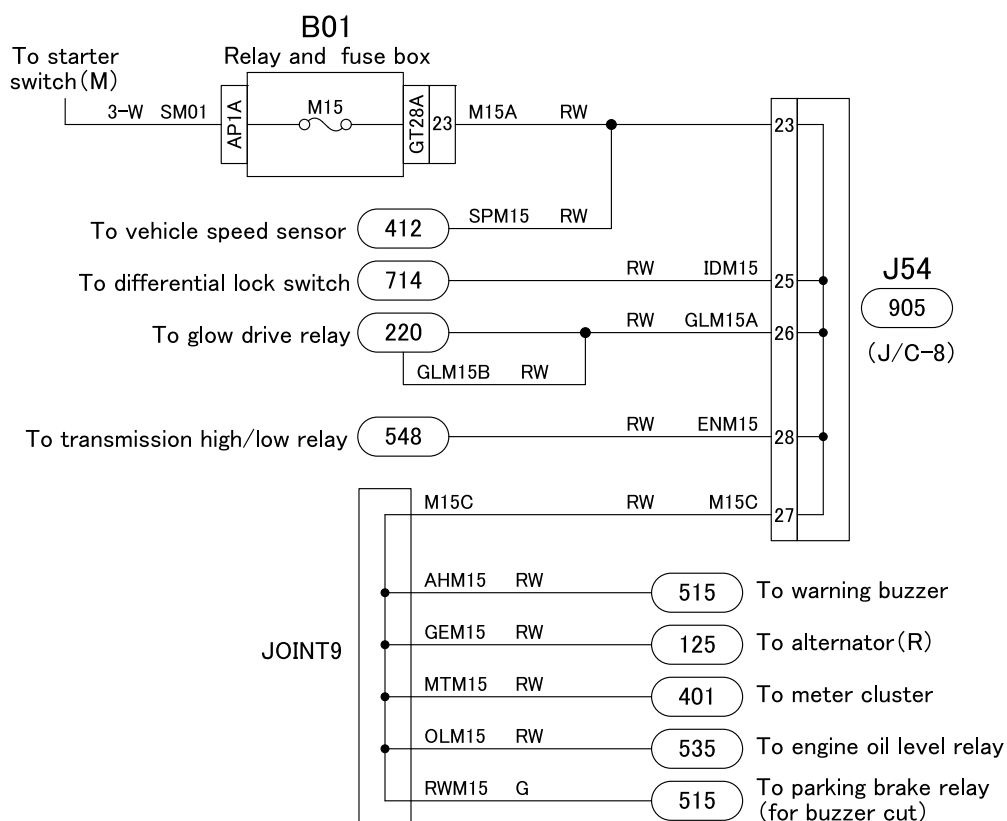 B01
Relay and fuse box
To starter
switch(M)
3-W SM01
AP1A
M15
GT28A
23
M15A RW
23
To vehicle speed sensor
412
SPM15 RW
To differential lock switch
714
RW IDM15
25
J54
905
(J/C-8)
To glow drive relay
220
RW GLM15A
26
GLM15B RW
To transmission high/low relay
548
RW ENM15
28
M15C RW M15C
27
JOINT9
AHM15 RW
515
To warning buzzer
GEM15 RW
125
To alternator(R)
MTM15 RW
401
To meter cluster
OLM15 RW
535
To engine oil level relay
RWM15 G
515
To parking brake relay
(for buzzer cut)